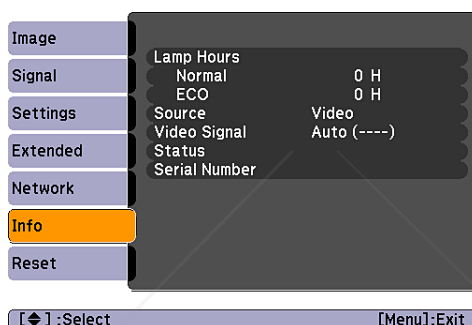 Image
Signal
Settings
Extended
Network
Info
Reset
Lamp Hours
Normal 0 H
ECO 0 H
Source Video
Video Signal Auto (----)
Status
Serial Number
[◆] :Select [Menu]:Exit